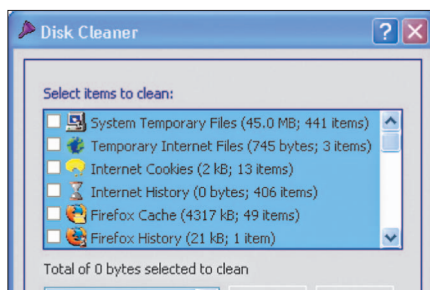 Disk Cleaner
Select items to clean:
System Temporary Files (45.0 MB; 441 items)
Temporary Internet Files (745 bytes; 3 items)
Internet Cookies (2 kB; 13 items)
Internet History (0 bytes; 406 items)
Firefox Cache (4317 kB; 49 items)
Firefox History (21 kB; 1 item)
Total of 0 bytes selected to clean